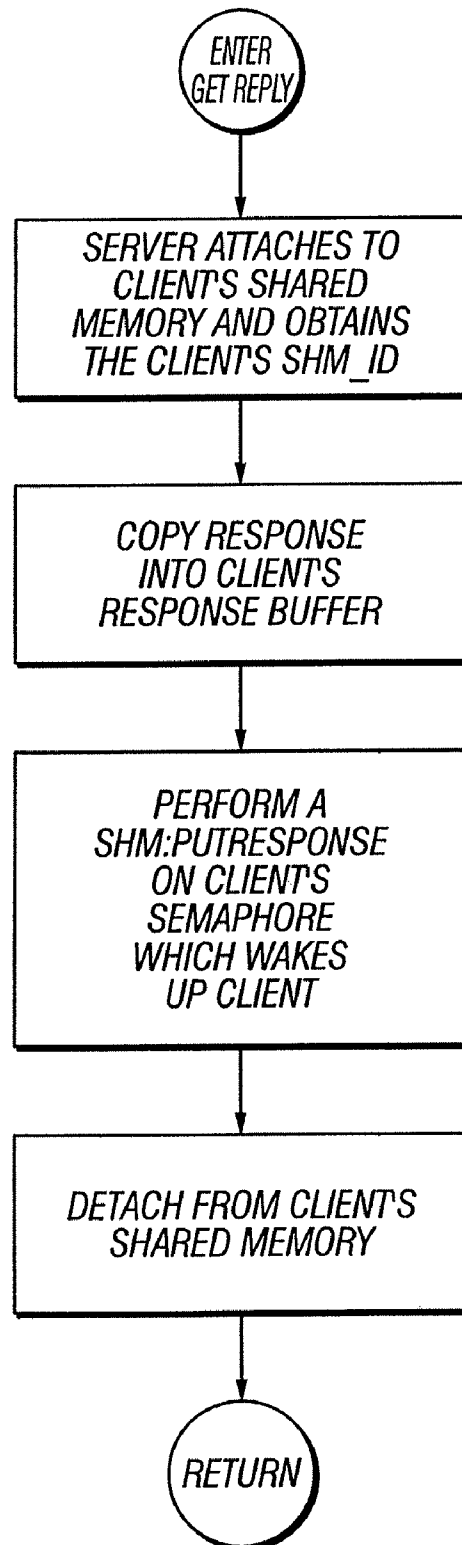 ENTER
GET REPLY
SERVER ATTACHES TO
CLIENT'S SHARED
MEMORY AND OBTAINS
THE CLIENT'S SHM_ID
COPY RESPONSE
INTO CLIENT'S
RESPONSE BUFFER
PERFORM A
SHM:PUTRESPONSE
ON CLIENT'S
SEMAPHORE
WHICH WAKES
UP CLIENT
DETACH FROM CLIENT'S
SHARED MEMORY
RETURN